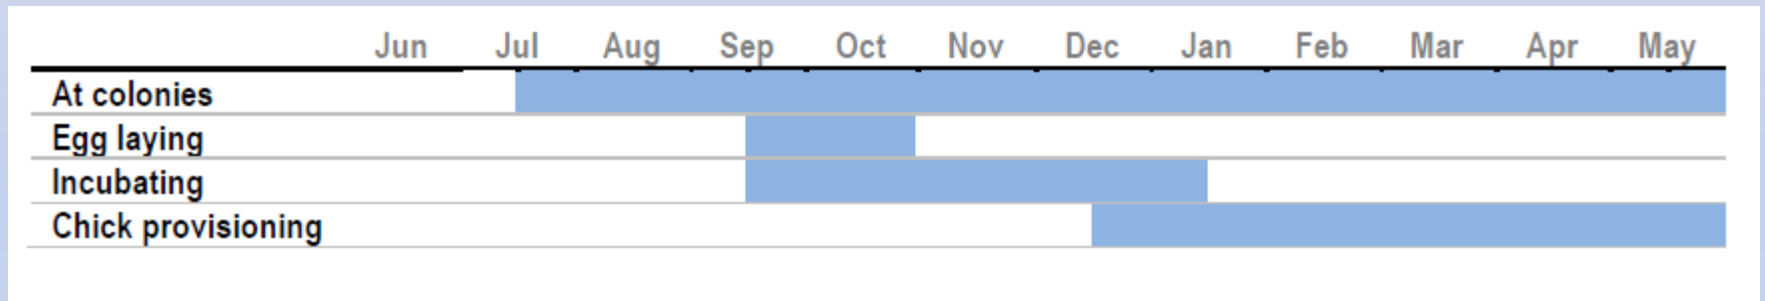 Jun Jul Aug Sep Oct Nov Dec Jan Feb Mar Apr May
At colonies
Egg laying
Incubating
Chick provisioning